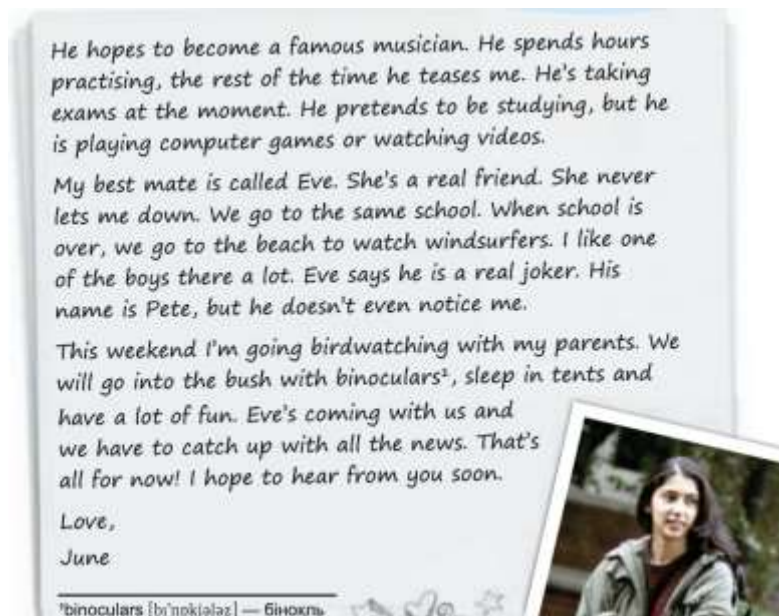 He hopes to become a famous musician. He spends hours
practising, the rest of the time he teases me. He's taking
exams at the moment. He pretends to be studying, but he
is playing computer games or watching videos.
My best mate is called Eve. She's a real friend. She never
lets me down. We go to the same school. When school is
over, we go to the beach to watch windsurfers. I like one
of the boys there a lot. Eve says he is a real joker. His
name is Pete, but he doesn't even notice me.
This weekend I'm going birdwatching with my parents. We
will go into the bush with binoculars¹, sleep in tents and
have a lot of fun. Eve's coming with us and
we have to catch up with all the news. That's
all for now! I hope to hear from you soon.
Love,
June
¹binoculars [bɪˈnɒkjələz] — бінокль